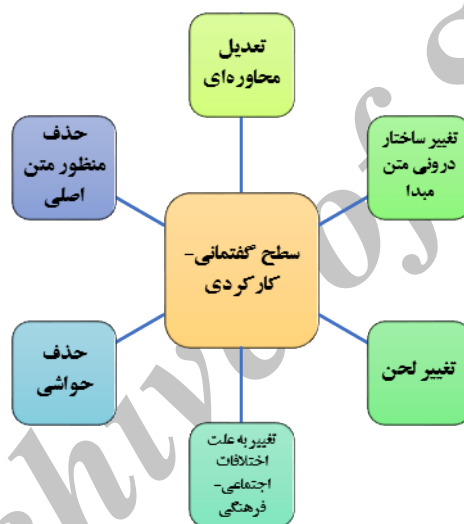 تعدیل
محاوره‌ای
تغییر ساختار
درونی متن
مبدا
حذف
منظور متن
اصلی
سطح گفتمانی-
کارکردی
تغییر لحن
حذف
حواشی
تغییر به علت
اختلافات
اجتماعی-
فرهنگی